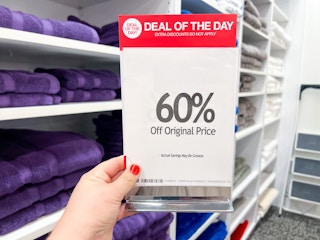 DEAL OF THE DAY!
DEAL OF THE DAY
EXTRA DISCOUNTS DO NOT APPLY
60%
Off Original Price
Actual Savings May Be Greater